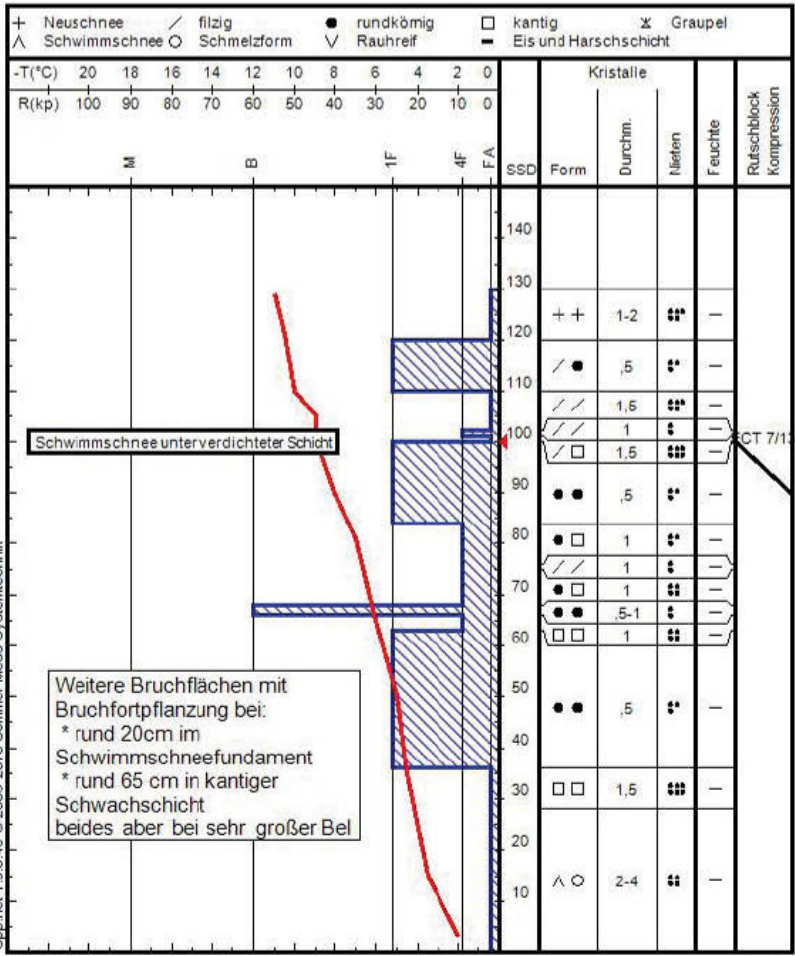 + Neuschnee / filzig ● rundkömig □ kantig Graupel
∧ Schwimmschnee ○ Schmelzform ∨ Rauhreif - Eis und Harschschicht
-T(°C) 20 18 16 14 12 10 8 6 4 2 0
R(kp) 100 90 80 70 60 50 40 30 20 10 0
M B 1F 4F FA
SSD
Kristalle
Form
Durchm.
Nieten
Feuchte
Rutschblock
Kompression
140
130
+ + 1-2 —
120
/ ● ,5 —
110
/ / 1,5 —
100
/ / 1 —
Schwimmschnee unter verdichteter Schicht
CT 7/13
/ □ 1,5 —
90
● ● ,5 —
80
● □ 1 —
/ / 1 —
70
● □ 1 —
● ● ,5-1 —
60
□ □ 1 —
50
● ● ,5 —
40
30
□ □ 1,5 —
20
10
∧ ○ 2-4 —
Weitere Bruchflächen mit
Bruchfortpflanzung bei:
* rund 20cm im
Schwimmschneefundament
* rund 65 cm in kantiger
Schwachschicht
beides aber bei sehr großer Bel